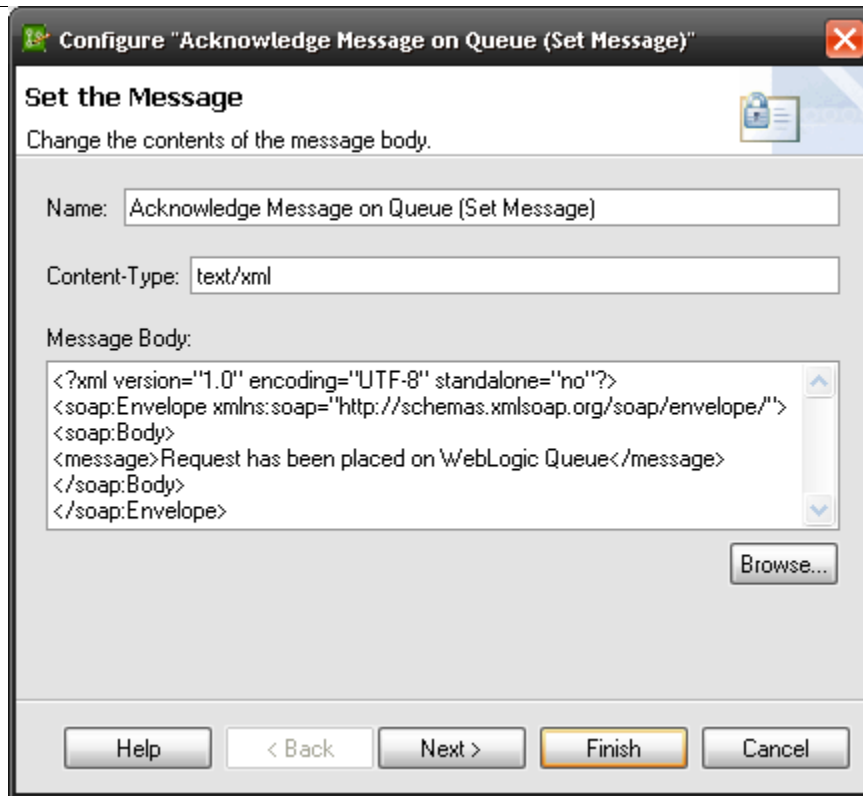 Configure "Acknowledge Message on Queue (Set Message)"
Set the Message
Change the contents of the message body.
Name: Acknowledge Message on Queue (Set Message)
Content-Type: text/xml
Message Body:
<?xml version="1.0" encoding="UTF-8" standalone="no"?>
<soap:Envelope xmlns:soap="http://schemas.xmlsoap.org/soap/envelope/">
<soap:Body>
<message>Request has been placed on WebLogic Queue</message>
</soap:Body>
</soap:Envelope>
Browse...
Help < Back Next > Finish Cancel